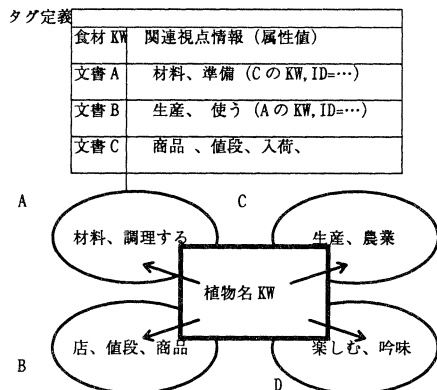 タグ定義
食材 KW 関連視点情報（属性値）
文書 A 材料、準備（C の KW, ID=…）
文書 B 生産、 使う（A の KW, ID=…）
文書 C 商品 、値段、入荷、
A C
材料、調理する 生産、農業
植物名 KW
店、値段、商品 楽しむ、吟味
B D